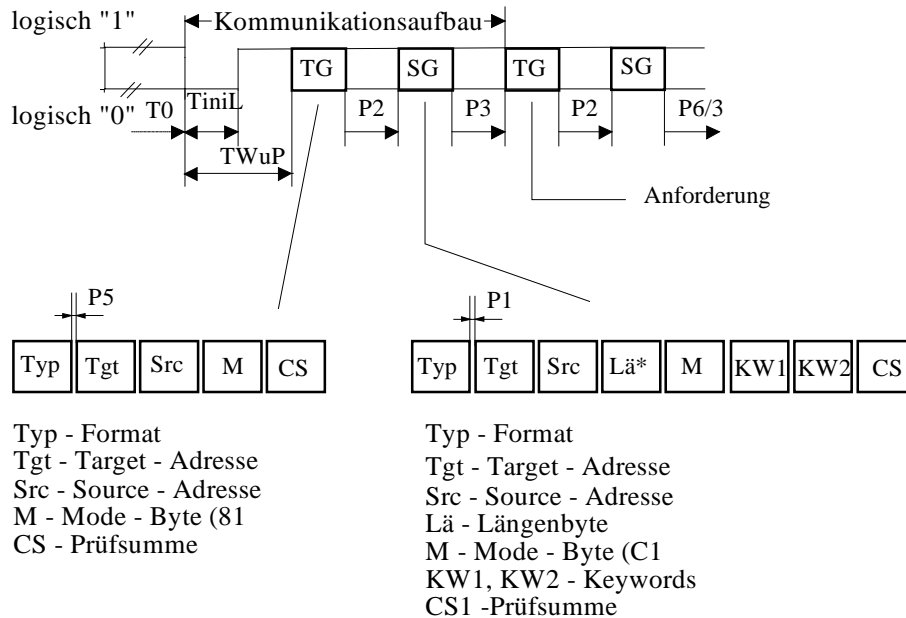 logisch "1"
Kommunikationsaufbau
TG
SG
TG
SG
logisch "0"
T0
TiniL
P2
P3
P2
P6/3
TWuP
Anforderung
P5
P1
Typ
Tgt
Src
M
CS
Typ
Tgt
Src
Lä*
M
KW1
KW2
CS
Typ - Format
Tgt - Target - Adresse
Src - Source - Adresse
M - Mode - Byte (81
CS - Prüfsumme
Typ - Format
Tgt - Target - Adresse
Src - Source - Adresse
Lä - Längenbyte
M - Mode - Byte (C1
KW1, KW2 - Keywords
CS1 -Prüfsumme